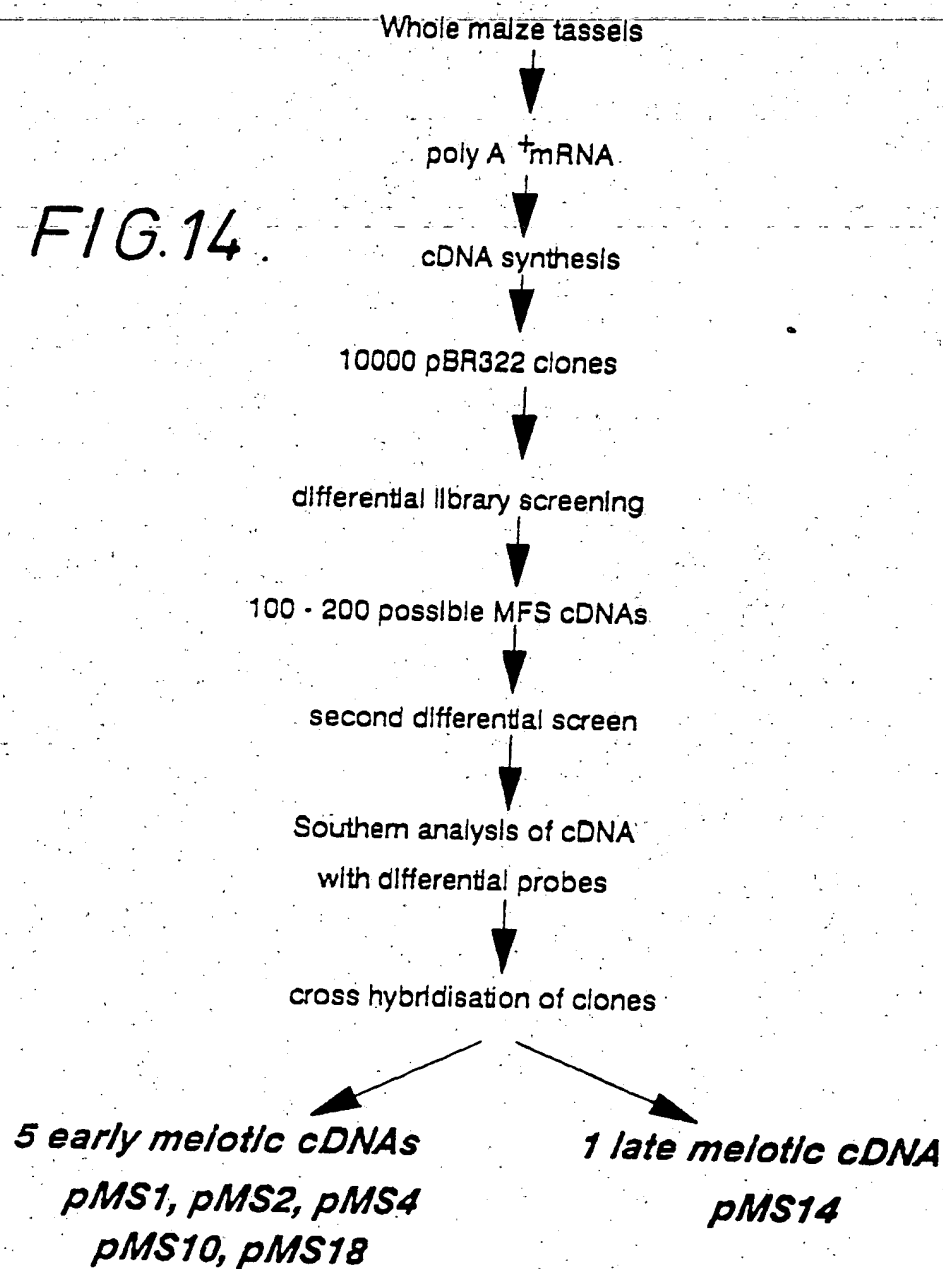 Whole maize tassels
poly A +mRNA
FIG.14.
cDNA synthesis
10000 pBR322 clones
differential library screening
100 - 200 possible MFS cDNAs
second differential screen
Southern analysis of cDNA
with differential probes
cross hybridisation of clones
5 early meiotic cDNAs
pMS1, pMS2, pMS4
pMS10, pMS18
1 late meiotic cDNA
pMS14